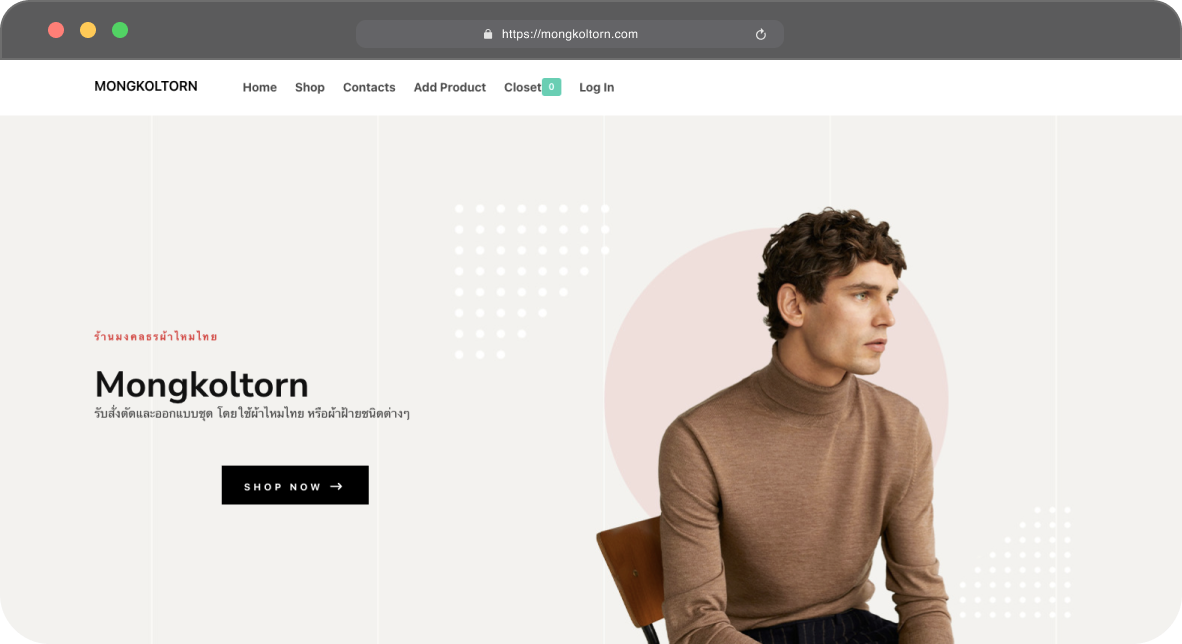 https://mongkoltorn.com
MONGKOLTORN Home Shop Contacts Add Product Closet 0 Log In
ร้านมงคลธรผ้าไหมไทย
Mongkoltorn
รับสั่งตัดและออกแบบชุด โดยใช้ผ้าไหมไทย หรือผ้าฝ้ายชนิดต่างๆ
SHOP NOW →